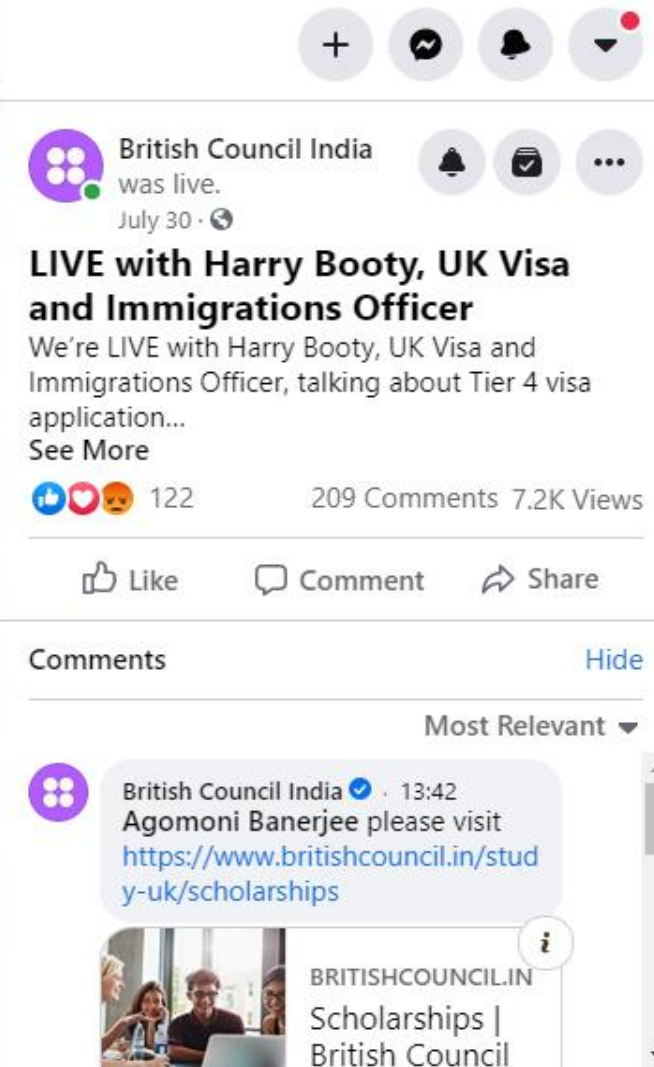 British Council India
was live.
July 30 ·
LIVE with Harry Booty, UK Visa
and Immigrations Officer
We’re LIVE with Harry Booty, UK Visa and
Immigrations Officer, talking about Tier 4 visa
application...
See More
122 209 Comments 7.2K Views
Like Comment Share
Comments Hide
Most Relevant
British Council India · 13:42
Agomoni Banerjee please visit
https://www.britishcouncil.in/stud
y-uk/scholarships
i
BRITISHCOUNCIL.IN
Scholarships |
British Council